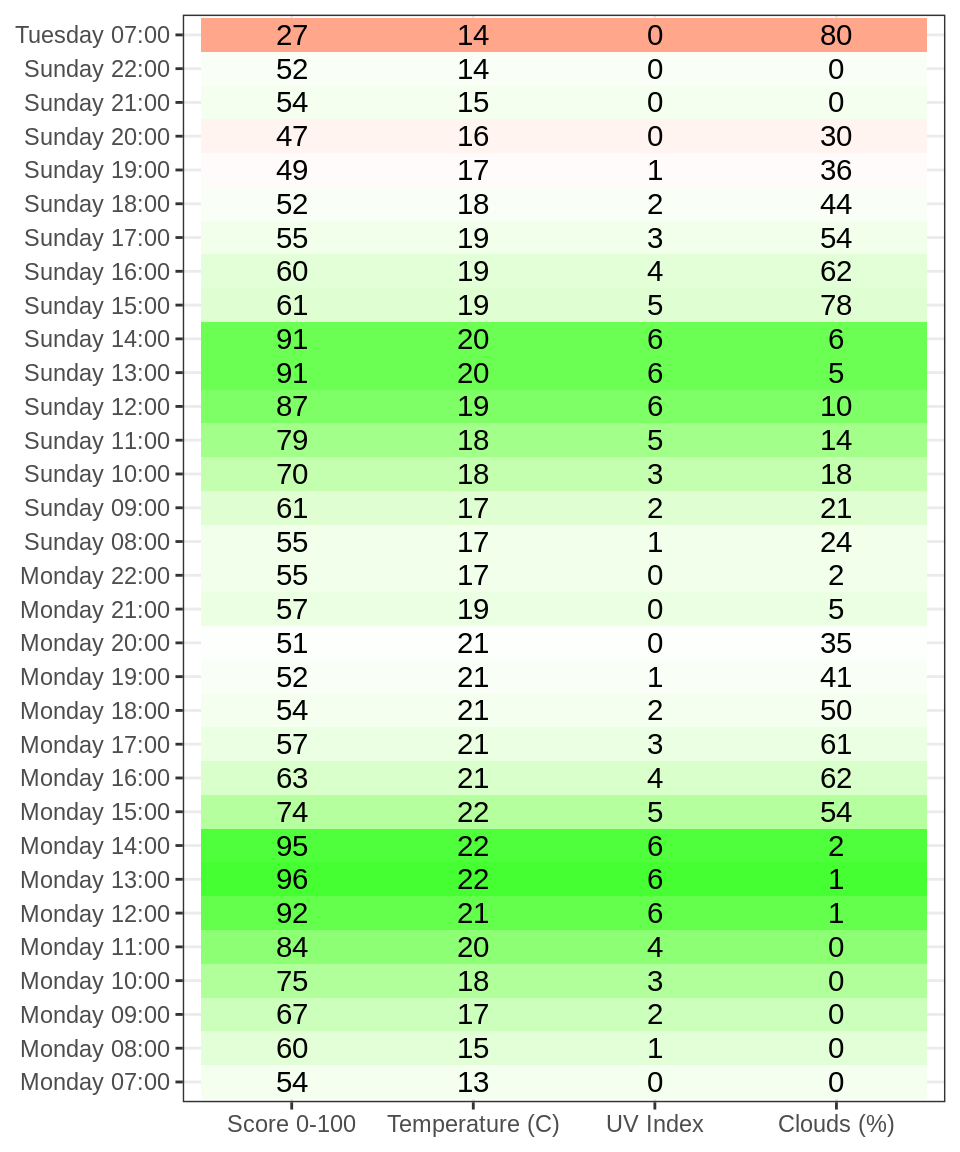 Tuesday 07:00 27 14 0 80
Sunday 22:00 52 14 0 0
Sunday 21:00 54 15 0 0
Sunday 20:00 47 16 0 30
Sunday 19:00 49 17 1 36
Sunday 18:00 52 18 2 44
Sunday 17:00 55 19 3 54
Sunday 16:00 60 19 4 62
Sunday 15:00 61 19 5 78
Sunday 14:00 91 20 6 6
Sunday 13:00 91 20 6 5
Sunday 12:00 87 19 6 10
Sunday 11:00 79 18 5 14
Sunday 10:00 70 18 3 18
Sunday 09:00 61 17 2 21
Sunday 08:00 55 17 1 24
Monday 22:00 55 17 0 2
Monday 21:00 57 19 0 5
Monday 20:00 51 21 0 35
Monday 19:00 52 21 1 41
Monday 18:00 54 21 2 50
Monday 17:00 57 21 3 61
Monday 16:00 63 21 4 62
Monday 15:00 74 22 5 54
Monday 14:00 95 22 6 2
Monday 13:00 96 22 6 1
Monday 12:00 92 21 6 1
Monday 11:00 84 20 4 0
Monday 10:00 75 18 3 0
Monday 09:00 67 17 2 0
Monday 08:00 60 15 1 0
Monday 07:00 54 13 0 0
Score 0-100 Temperature (C) UV Index Clouds (%)